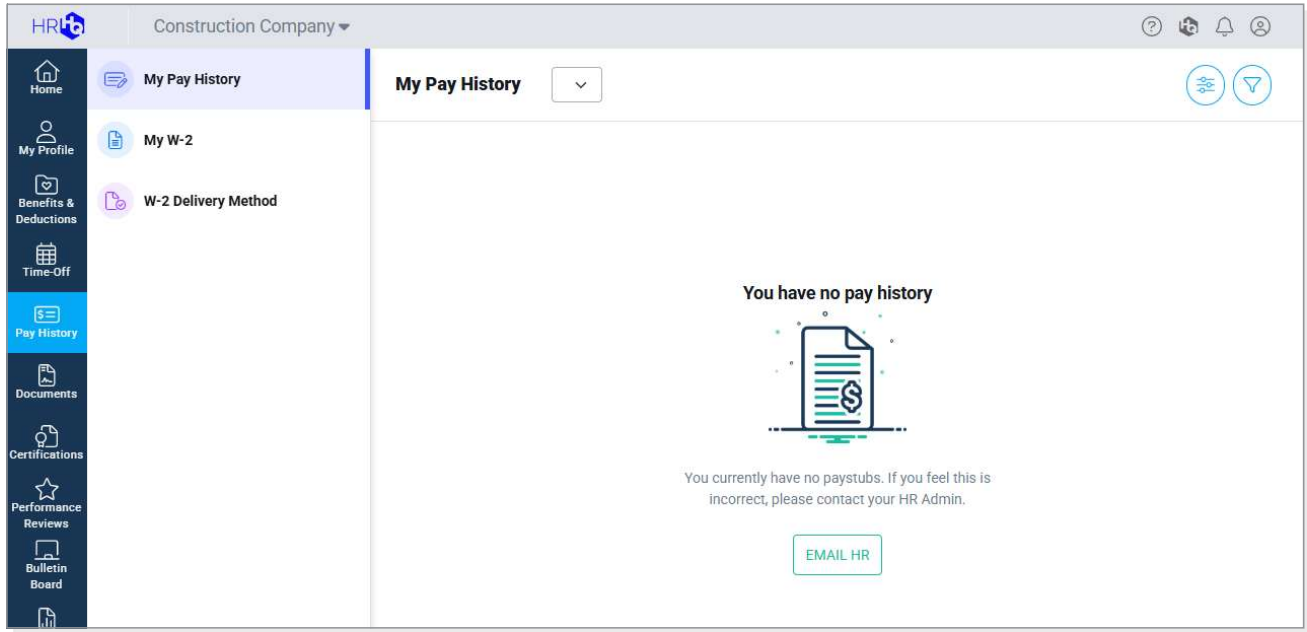 HR
Construction Company
Home
My Profile
Benefits &
Deductions
Time-Off
Pay History
Documents
Certifications
Performance
Reviews
Bulletin
Board
My Pay History
My W-2
W-2 Delivery Method
My Pay History
You have no pay history
You currently have no paystubs. If you feel this is
incorrect, please contact your HR Admin.
EMAIL HR